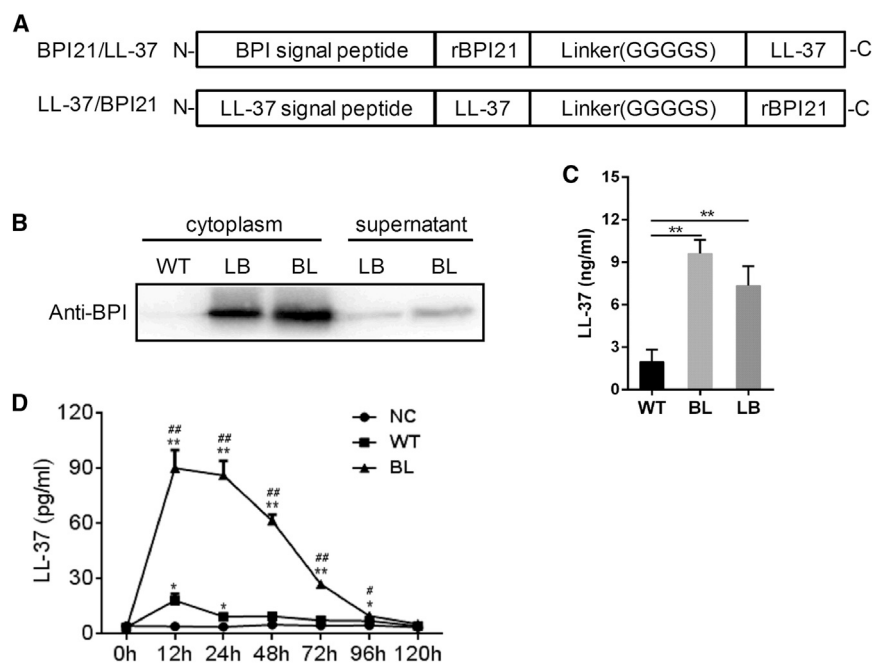 A
BPI21/LL-37 N- BPI signal peptide rBPI21 Linker(GGGGS) LL-37 -C
LL-37/BPI21 N- LL-37 signal peptide LL-37 Linker(GGGGS) rBPI21 -C
B
cytoplasm supernatant
WT LB BL LB BL
Anti-BPI
C
LL-37 (ng/ml)
15
12
9
6
3
0
** **
WT BL LB
D
LL-37 (pg/ml)
120
90
60
30
0
NC
WT
BL
## ## ## ## #
** ** ** ** *
* *
0h 12h 24h 48h 72h 96h 120h